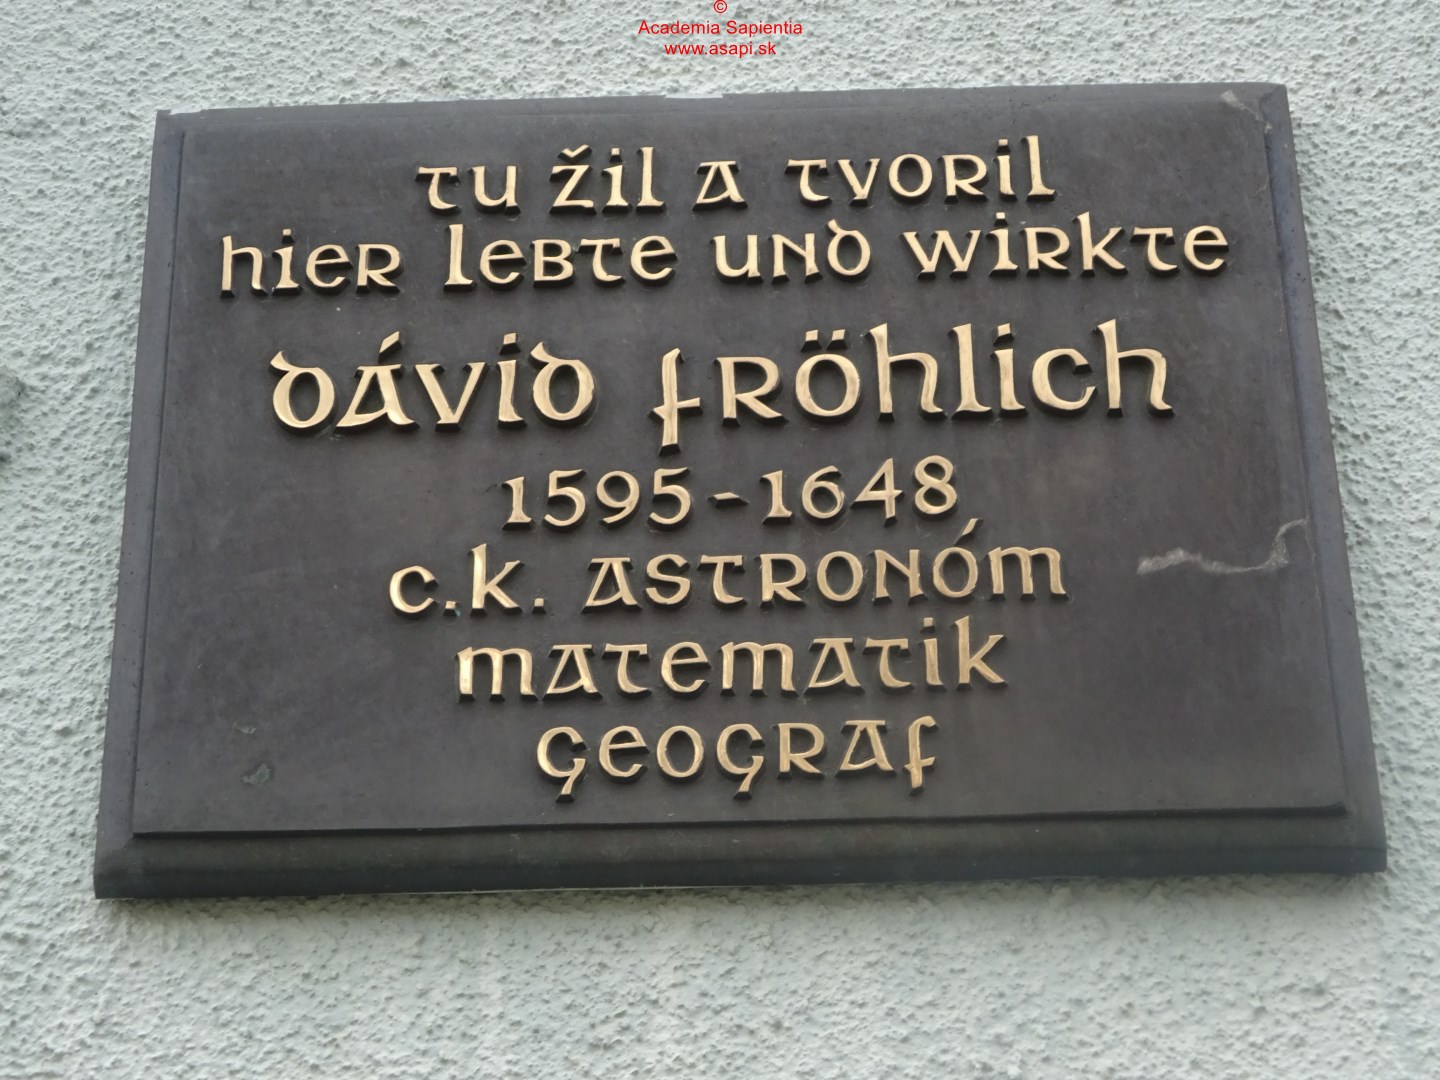 ©
Academia Sapientia
www.asapi.sk
tu žil a tvoril
hier lebte und wirkte
dávid fröhlich
1595-1648
c.k. astronóm
matematik
geograf